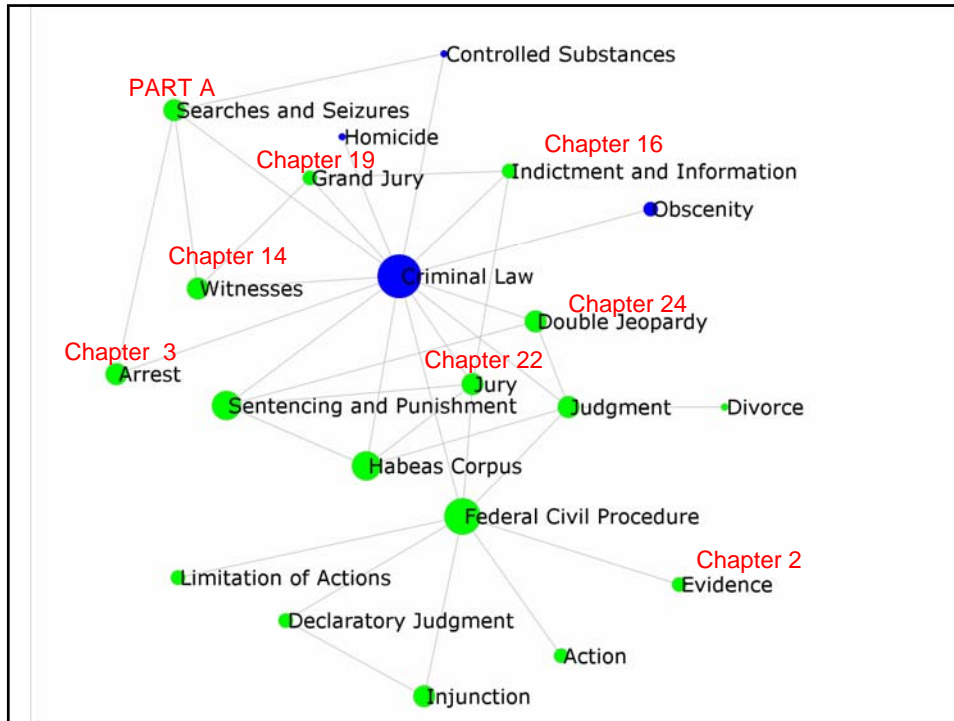 Controlled Substances
PART A
Searches and Seizures
Homicide
Chapter 19
Grand Jury
Chapter 16
Indictment and Information
Obscenity
Chapter 14
Witnesses
Criminal Law
Chapter 24
Double Jeopardy
Chapter  3
Arrest
Chapter 22
Jury
Sentencing and Punishment
Judgment
Divorce
Habeas Corpus
Federal Civil Procedure
Chapter 2
Evidence
Limitation of Actions
Declaratory Judgment
Action
Injunction